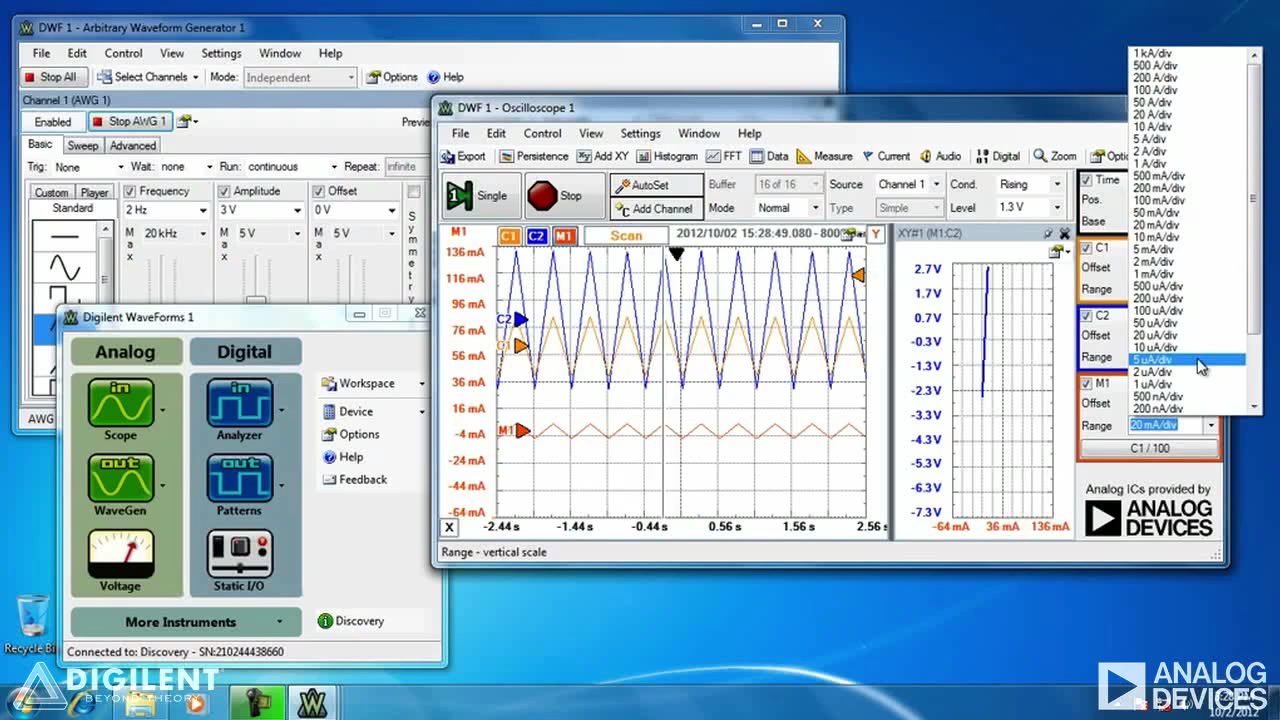 DWF 1 - Arbitrary Waveform Generator 1
File Edit Control View Settings Window Help
Stop All Select Channels Mode: Independent Options Help
Channel 1 (AWG 1)
Enabled Stop AWG 1
Basic Sweep Advanced
Trig: None Wait: none Run: continuous Repeat: infinite
Custom Player
Standard
Frequency Amplitude Offset
2 Hz 3 V 0 V
Max 20 kHz Max 5 V Max 5 V
Symmetry
AWG
DWF 1 - Oscilloscope 1
File Edit Control View Settings Window Help
Export Persistence Add XY Histogram FFT Data Measure Current Audio Digital Zoom
Single Stop AutoSet Buffer 16 of 16 Source Channel 1 Cond. Rising
Add Channel Mode Normal Type Simple Level 1.3 V
M1 C1 C2 M1 Scan 2012/10/02 15:28:49.080 Y
136 mA
116 mA
96 mA
76 mA
56 mA
36 mA
16 mA
-4 mA
-24 mA
-44 mA
-64 mA
C2
M1
X -2.44 s -1.44 s -0.44 s 0.56 s 1.56 s 2.56 s
XY#1 (M1:C2)
2.7 V
1.7 V
0.7 V
-0.3 V
-1.3 V
-2.3 V
-3.3 V
-4.3 V
-5.3 V
-6.3 V
-7.3 V
-64 mA 36 mA 136 mA
Range - vertical scale
Time
Pos.
Base
C1
Offset
Range
C2
Offset
Range
M1
Offset
Range 20 mA/div
C1 / 100
1 kA/div
500 A/div
200 A/div
100 A/div
50 A/div
20 A/div
10 A/div
5 A/div
2 A/div
1 A/div
500 mA/div
200 mA/div
100 mA/div
50 mA/div
20 mA/div
10 mA/div
5 mA/div
2 mA/div
1 mA/div
500 uA/div
200 uA/div
100 uA/div
50 uA/div
20 uA/div
10 uA/div
5 uA/div
2 uA/div
1 uA/div
500 nA/div
200 nA/div
Analog ICs provided by
ANALOG
DEVICES
Digilent WaveForms 1
Analog Digital
in in
Scope Analyzer
out out
WaveGen Patterns
Voltage Static I/O
More Instruments
Workspace
Device
Options
Help
Feedback
Discovery
Connected to: Discovery - SN:210244438660
DIGILENT
BEYOND THEORY
ANALOG
DEVICES
10/2/2012